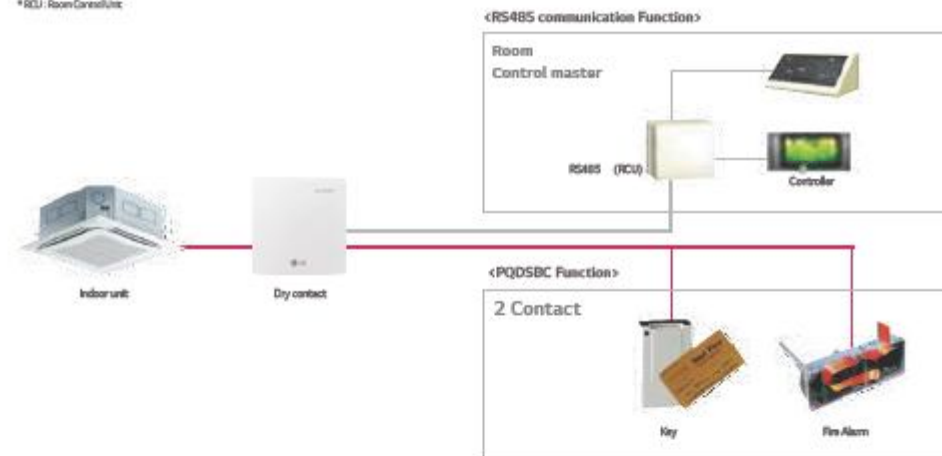 * RCU : Room Control Unit
<RS485 communication Function>
Room
Control master
RS485 (RCU)
Controller
Indoor unit
Dry contact
<PQDSBC Function>
2 Contact
Key
Fire Alarm